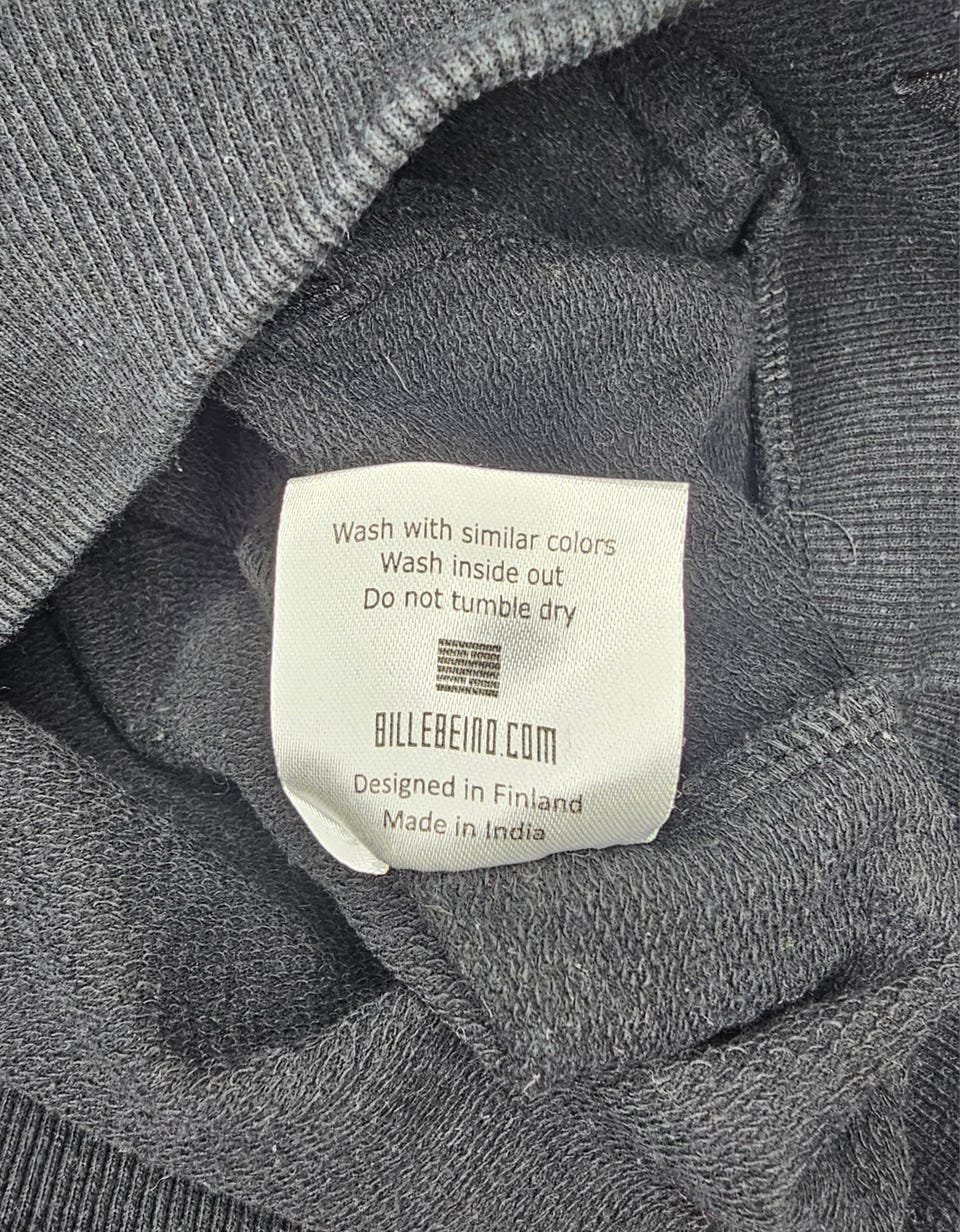 Wash with similar colors
Wash inside out
Do not tumble dry
BILLEBEINO.COM
Designed in Finland
Made in India